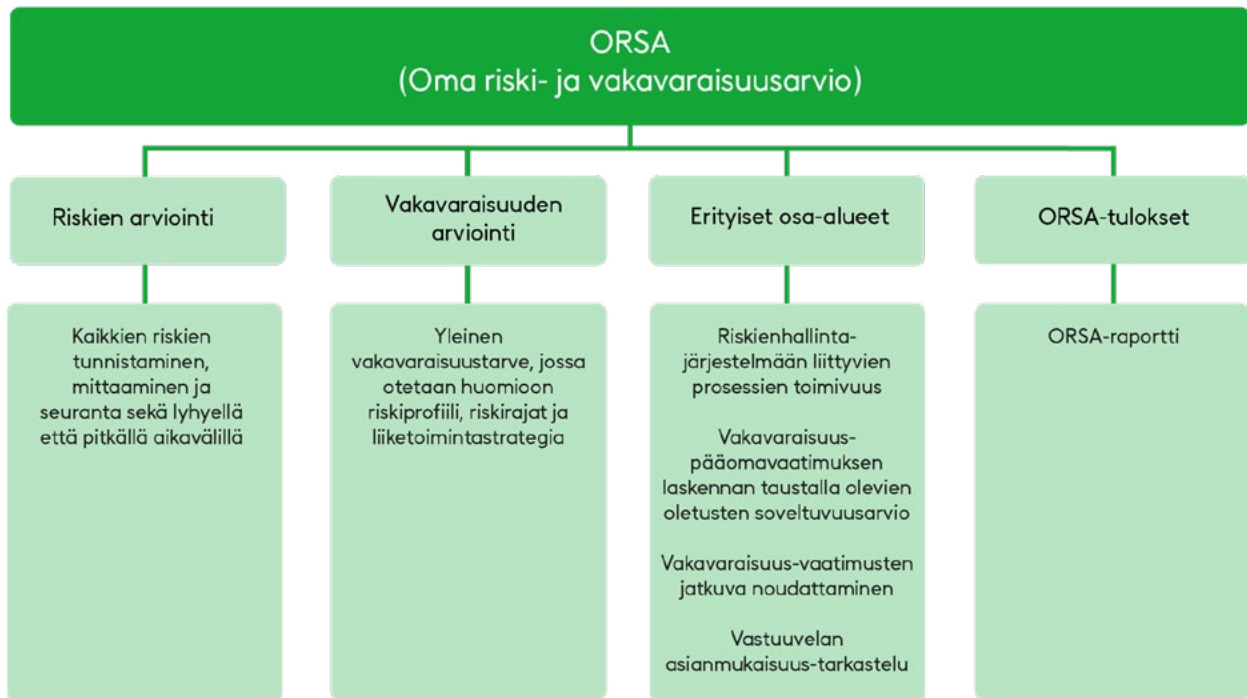 ORSA
(Oma riski- ja vakavaraisuusarvio)
Riskien arviointi
Kaikkien riskien
tunnistaminen,
mittaaminen ja
seuranta sekä lyhyellä
että pitkällä aikavälillä
Vakavaraisuuden
arviointi
Yleinen
vakavaraisuustarve, jossa
otetaan huomioon
riskiprofiili, riskirajat ja
liiketoimintastrategia
Erityiset osa-alueet
Riskienhallinta-
järjestelmään liittyvien
prosessien toimivuus
Vakavaraisuus-
pääomavaatimuksen
laskennan taustalla olevien
oletusten soveltuvuusarvio
Vakavaraisuus-vaatimusten
jatkuva noudattaminen
Vastuuvelan
asianmukaisuus-tarkastelu
ORSA-tulokset
ORSA-raportti